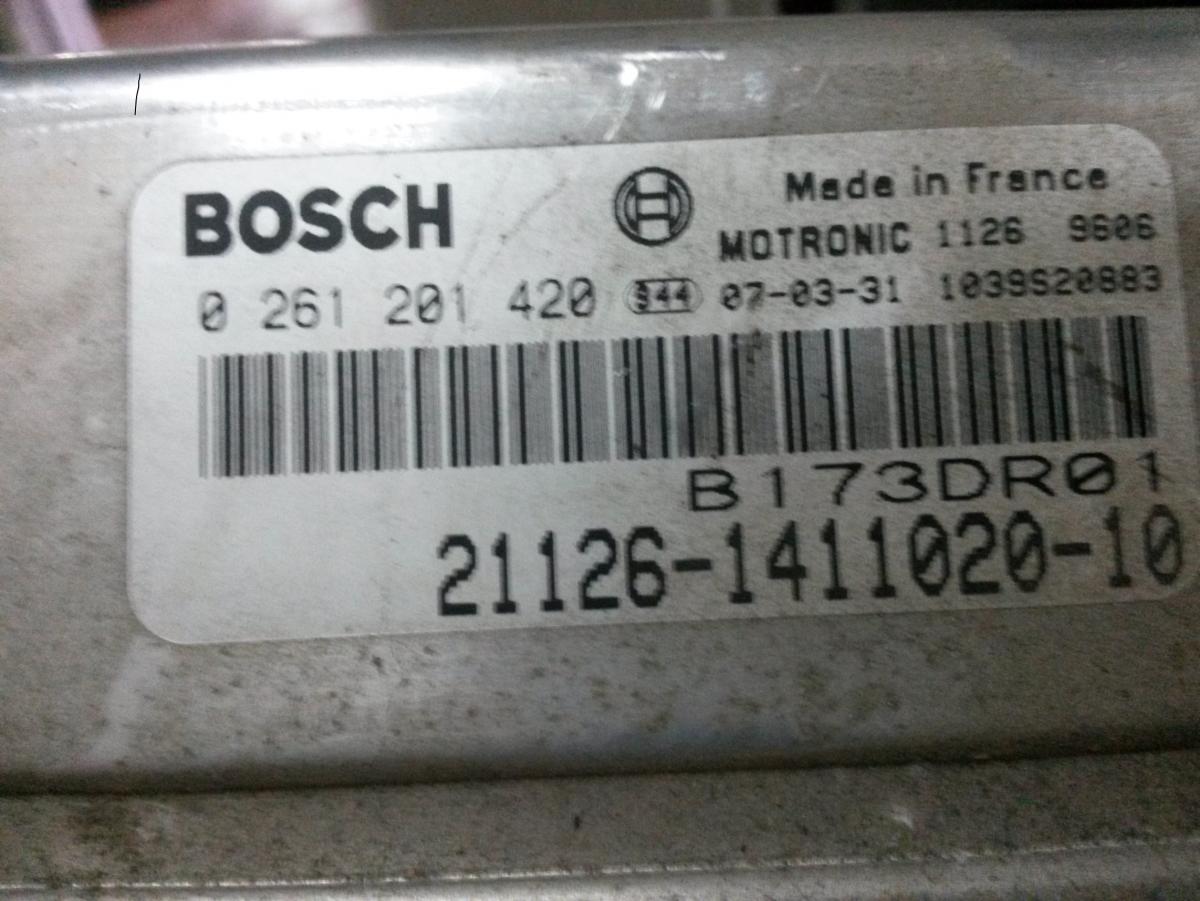 BOSCH
Made in France
MOTRONIC 1126 9606
0 261 201 420 944 07-03-31 1039S20883
B173DR01
21126-1411020-10